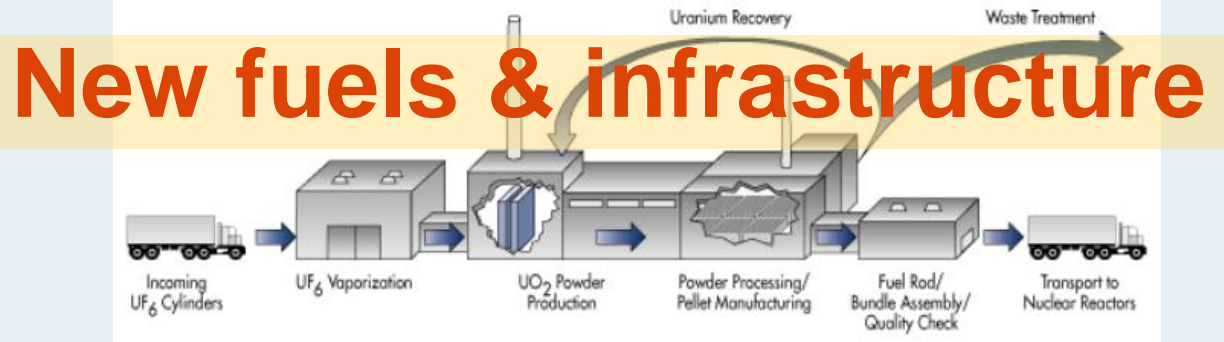 Uranium Recovery
Waste Treatment
New fuels & infrastructure
Incoming
UF6 Cylinders
UF6 Vaporization
UO2 Powder
Production
Powder Processing/
Pellet Manufacturing
Fuel Rod/
Bundle Assembly/
Quality Check
Transport to
Nuclear Reactors